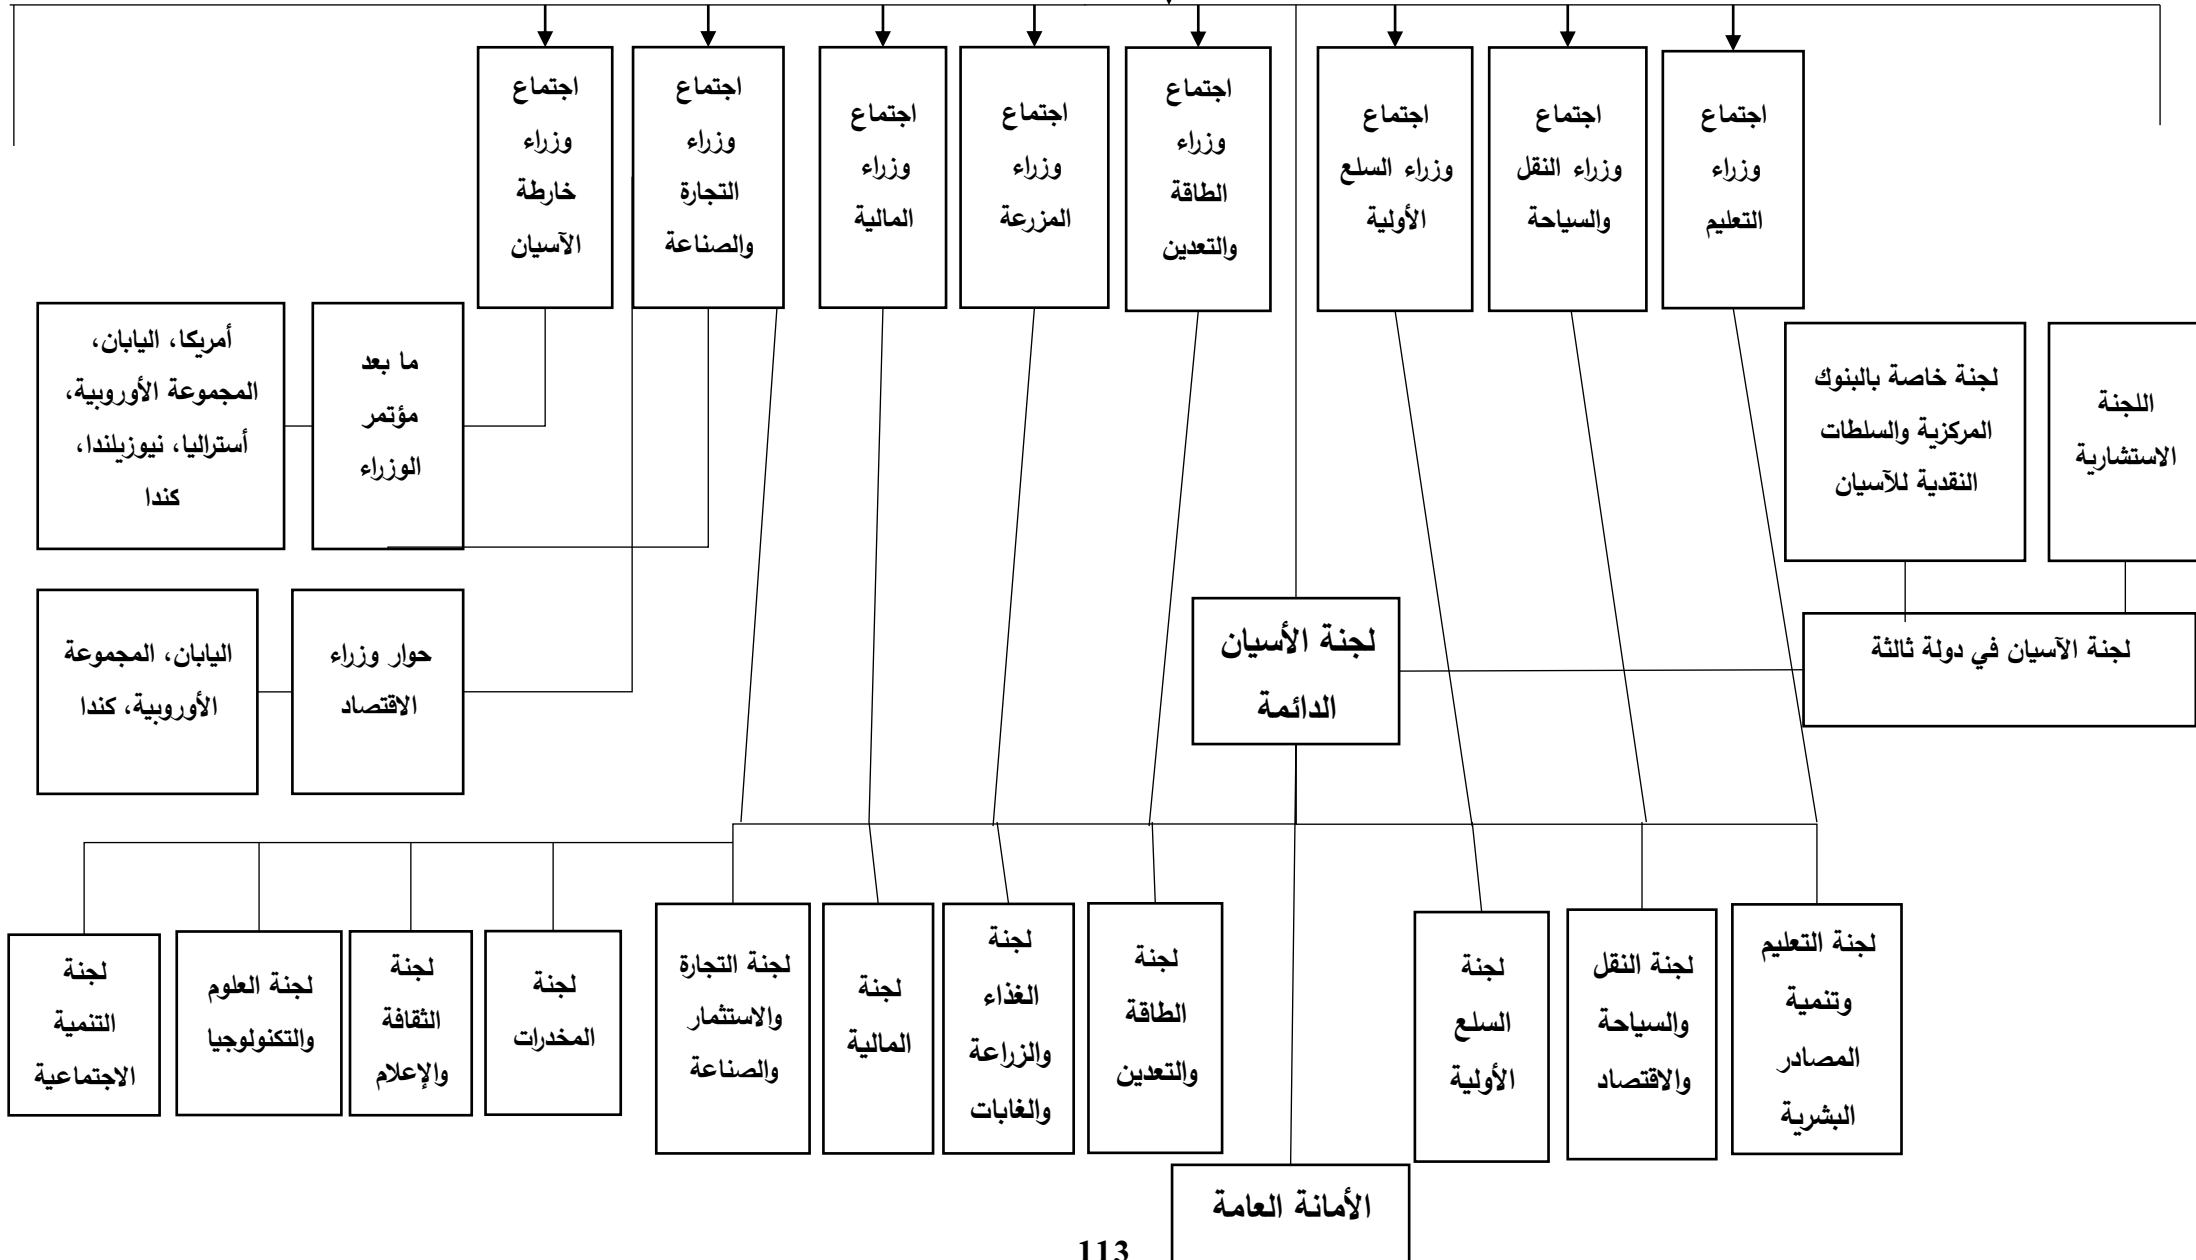 اجتماع
وزراء
التعليم
اجتماع
وزراء النقل
والسياحة
اجتماع
وزراء السلع
الأولية
اجتماع
وزراء
الطاقة
والتعدين
اجتماع
وزراء
المزرعة
اجتماع
وزراء
المالية
اجتماع
وزراء
التجارة
والصناعة
اجتماع
وزراء
خارطة
الآسيان
اللجنة
الاستشارية
لجنة خاصة بالبنوك
المركزية والسلطات
النقدية للآسيان
ما بعد
مؤتمر
الوزراء
أمريكا، اليابان،
المجموعة الأوروبية،
أستراليا، نيوزيلندا،
كندا
لجنة الآسيان في دولة ثالثة
لجنة الأسيان
الدائمة
حوار وزراء
الاقتصاد
اليابان، المجموعة
الأوروبية، كندا
لجنة التعليم
وتنمية
المصادر
البشرية
لجنة النقل
والسياحة
والاقتصاد
لجنة
السلع
الأولية
لجنة
الطاقة
والتعدين
لجنة
الغذاء
والزراعة
والغابات
لجنة
المالية
لجنة التجارة
والاستثمار
والصناعة
لجنة
المخدرات
لجنة
الثقافة
والإعلام
لجنة العلوم
والتكنولوجيا
لجنة
التنمية
الاجتماعية
الأمانة العامة
113